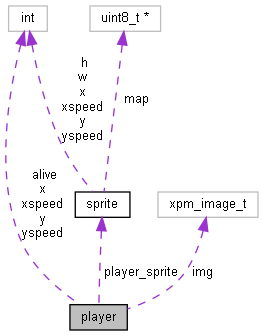 int
uint8_t *
h
w
x
xspeed
y
yspeed
map
alive
x
xspeed
y
yspeed
sprite
xpm_image_t
player_sprite
img
player